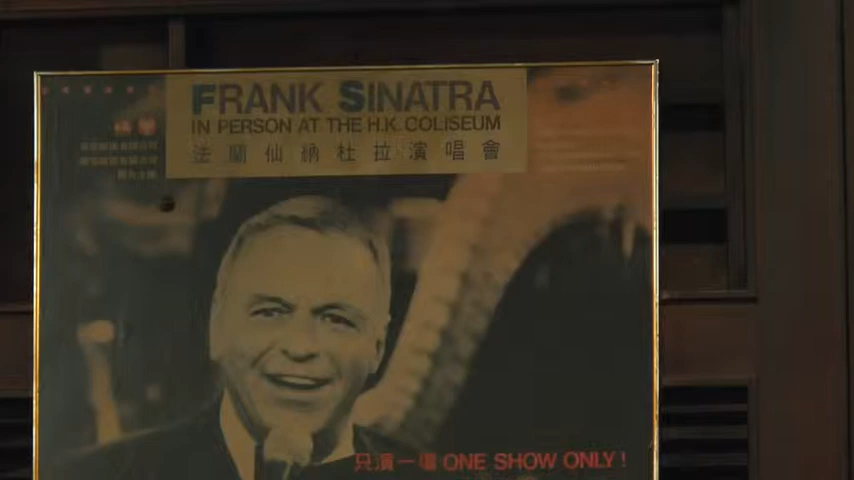 FRANK SINATRA
IN PERSON AT THE H.K. COLISEUM
法蘭仙納杜拉演唱會
只演一場 ONE SHOW ONLY!